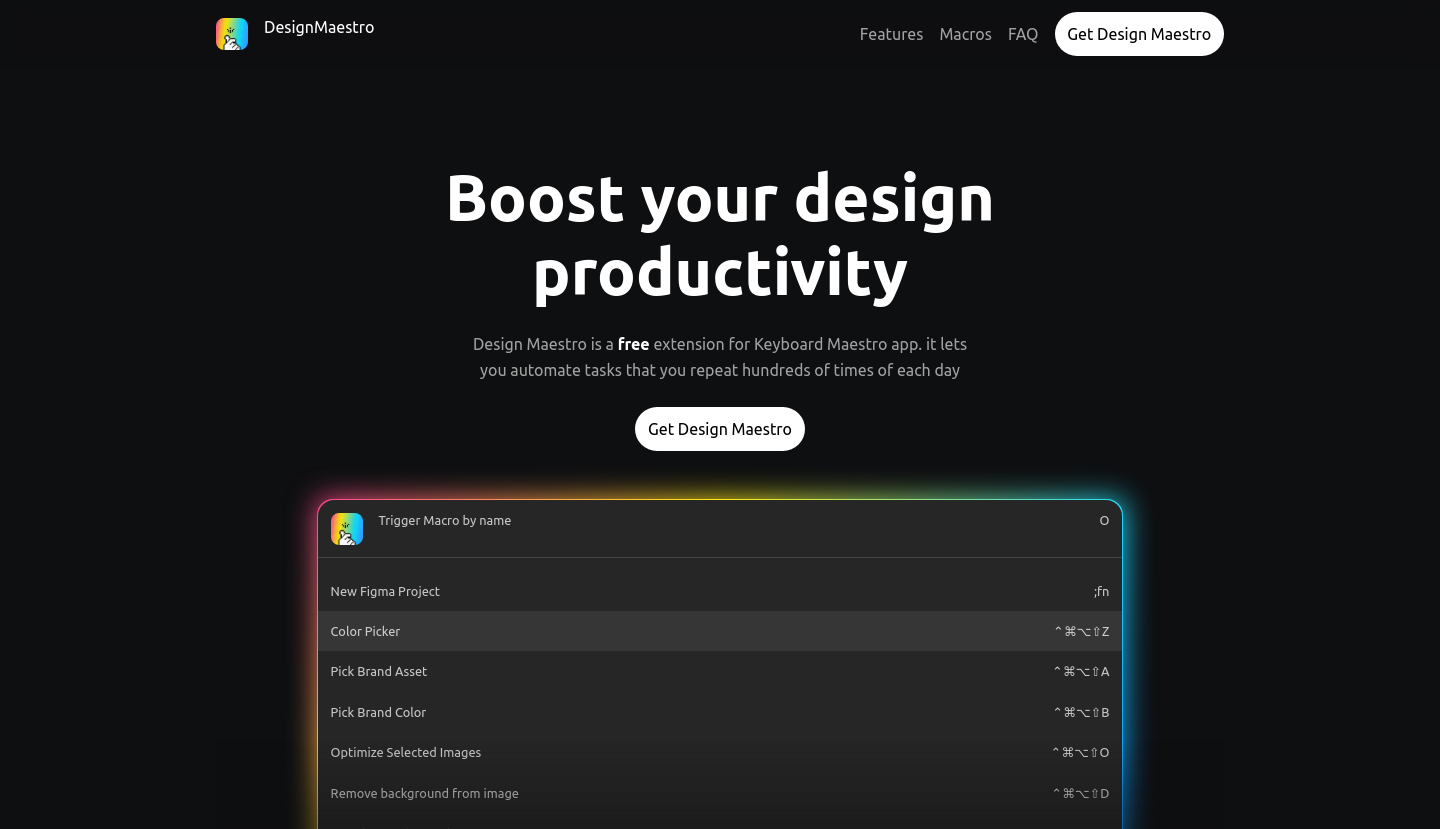 DesignMaestro
Features Macros FAQ Get Design Maestro
Boost your design
productivity
Design Maestro is a free extension for Keyboard Maestro app. it lets
you automate tasks that you repeat hundreds of times of each day
Get Design Maestro
Trigger Macro by name O
New Figma Project ;fn
Color Picker ⌃⌘⌥⇧Z
Pick Brand Asset ⌃⌘⌥⇧A
Pick Brand Color ⌃⌘⌥⇧B
Optimize Selected Images ⌃⌘⌥⇧O
Remove background from image ⌃⌘⌥⇧D